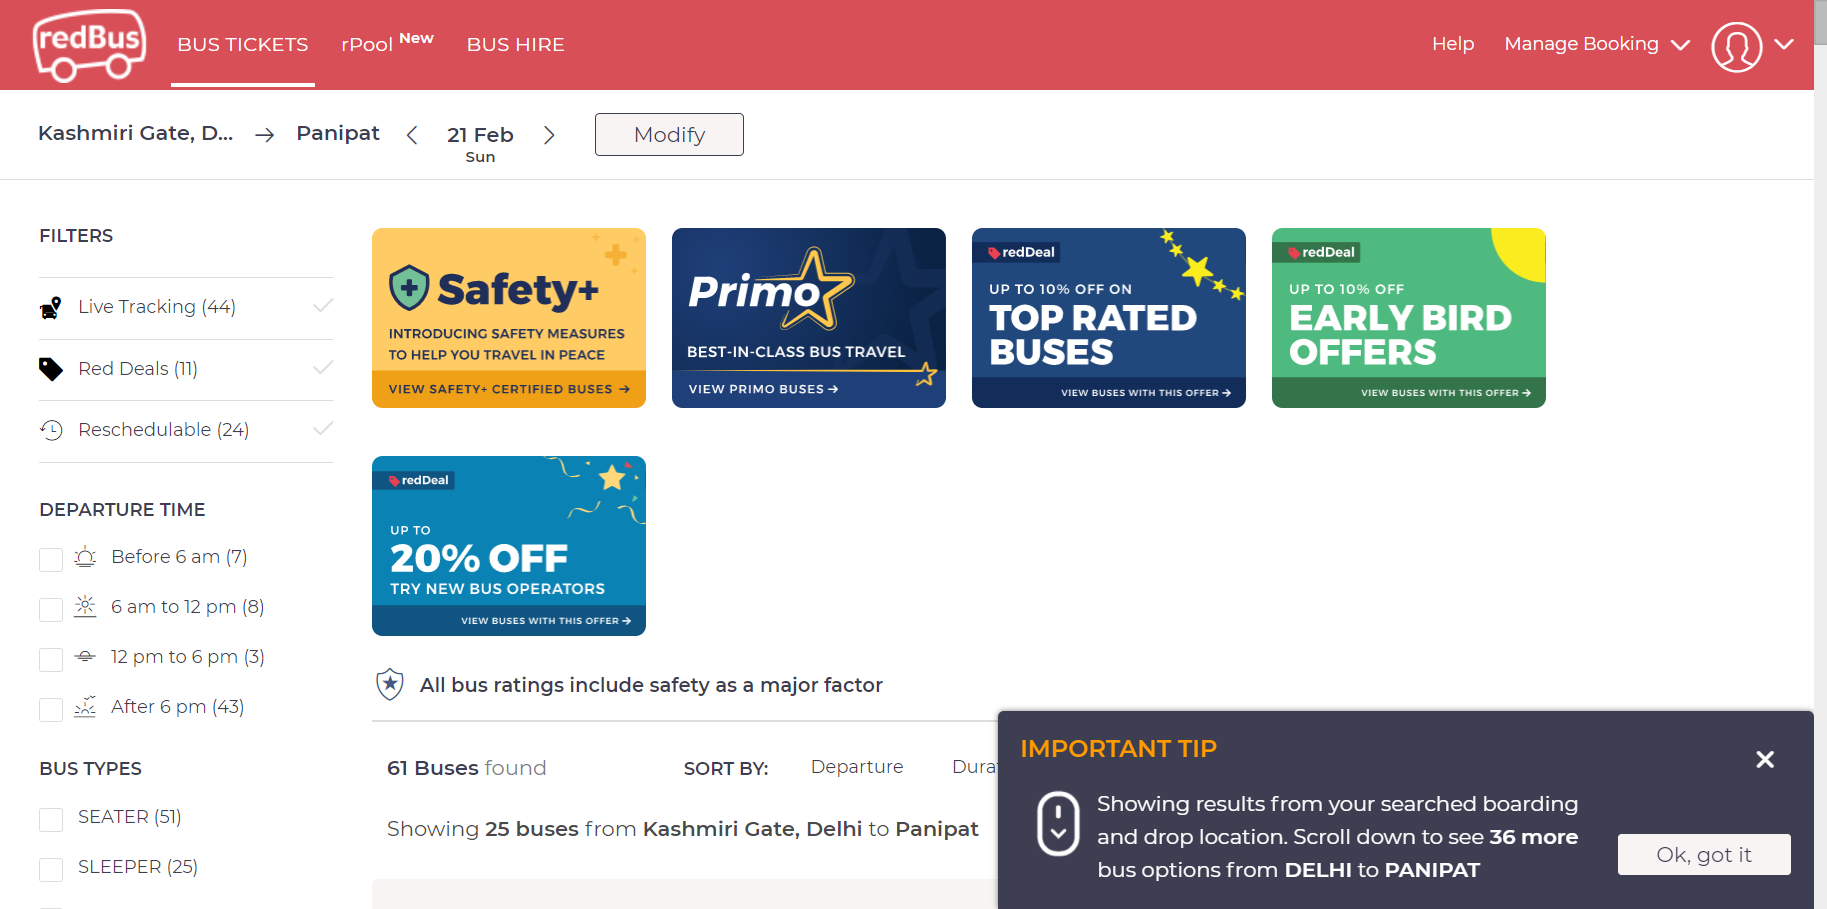 redBus
BUS TICKETS
rPool New
BUS HIRE
Help
Manage Booking
Kashmiri Gate, D...
Panipat
21 Feb
Sun
Modify
FILTERS
Live Tracking (44)
Red Deals (11)
Reschedulable (24)
DEPARTURE TIME
Before 6 am (7)
6 am to 12 pm (8)
12 pm to 6 pm (3)
After 6 pm (43)
BUS TYPES
SEATER (51)
SLEEPER (25)
Safety+
INTRODUCING SAFETY MEASURES
TO HELP YOU TRAVEL IN PEACE
VIEW SAFETY+ CERTIFIED BUSES →
Primo
BEST-IN-CLASS BUS TRAVEL
VIEW PRIMO BUSES →
redDeal
UP TO 10% OFF ON
TOP RATED
BUSES
VIEW BUSES WITH THIS OFFER →
redDeal
UP TO 10% OFF
EARLY BIRD
OFFERS
VIEW BUSES WITH THIS OFFER →
redDeal
UP TO
20% OFF
TRY NEW BUS OPERATORS
VIEW BUSES WITH THIS OFFER →
All bus ratings include safety as a major factor
61 Buses found
SORT BY:
Departure
Showing 25 buses from Kashmiri Gate, Delhi to Panipat
IMPORTANT TIP
Showing results from your searched boarding
and drop location. Scroll down to see 36 more
bus options from DELHI to PANIPAT
Ok, got it